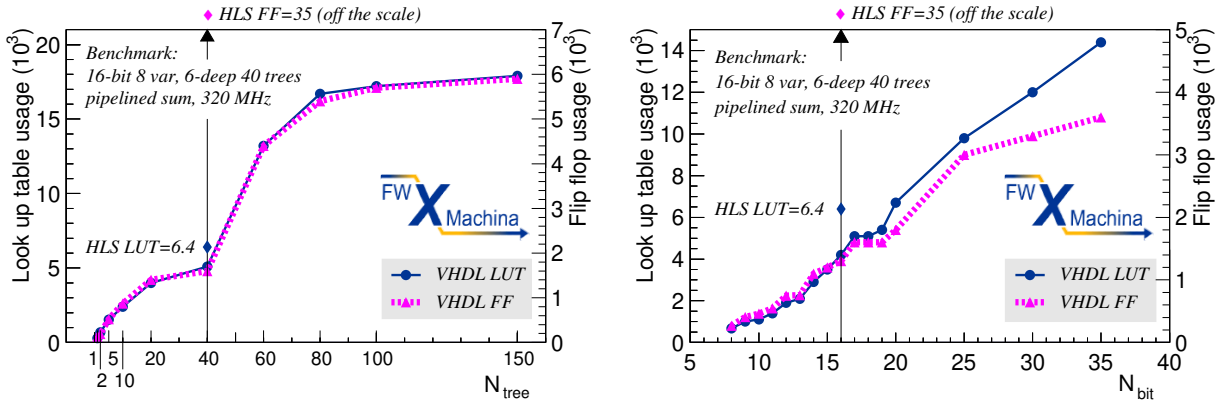 HLS FF=35 (off the scale)
Benchmark:
16-bit 8 var, 6-deep 40 trees
pipelined sum, 320 MHz
Look up table usage (10³)
20
15
10
5
0
Flip flop usage (10³)
7
6
5
4
3
2
1
0
FW
X
Machina
HLS LUT=6.4
VHDL LUT
VHDL FF
1 5 20 40 60 80 100 150
2 10
N_tree
HLS FF=35 (off the scale)
Benchmark:
16-bit 8 var, 6-deep 40 trees
pipelined sum, 320 MHz
Look up table usage (10³)
14
12
10
8
6
4
2
0
Flip flop usage (10³)
5
4
3
2
1
0
FW
X
Machina
HLS LUT=6.4
VHDL LUT
VHDL FF
5 10 15 20 25 30 35 40
N_bit